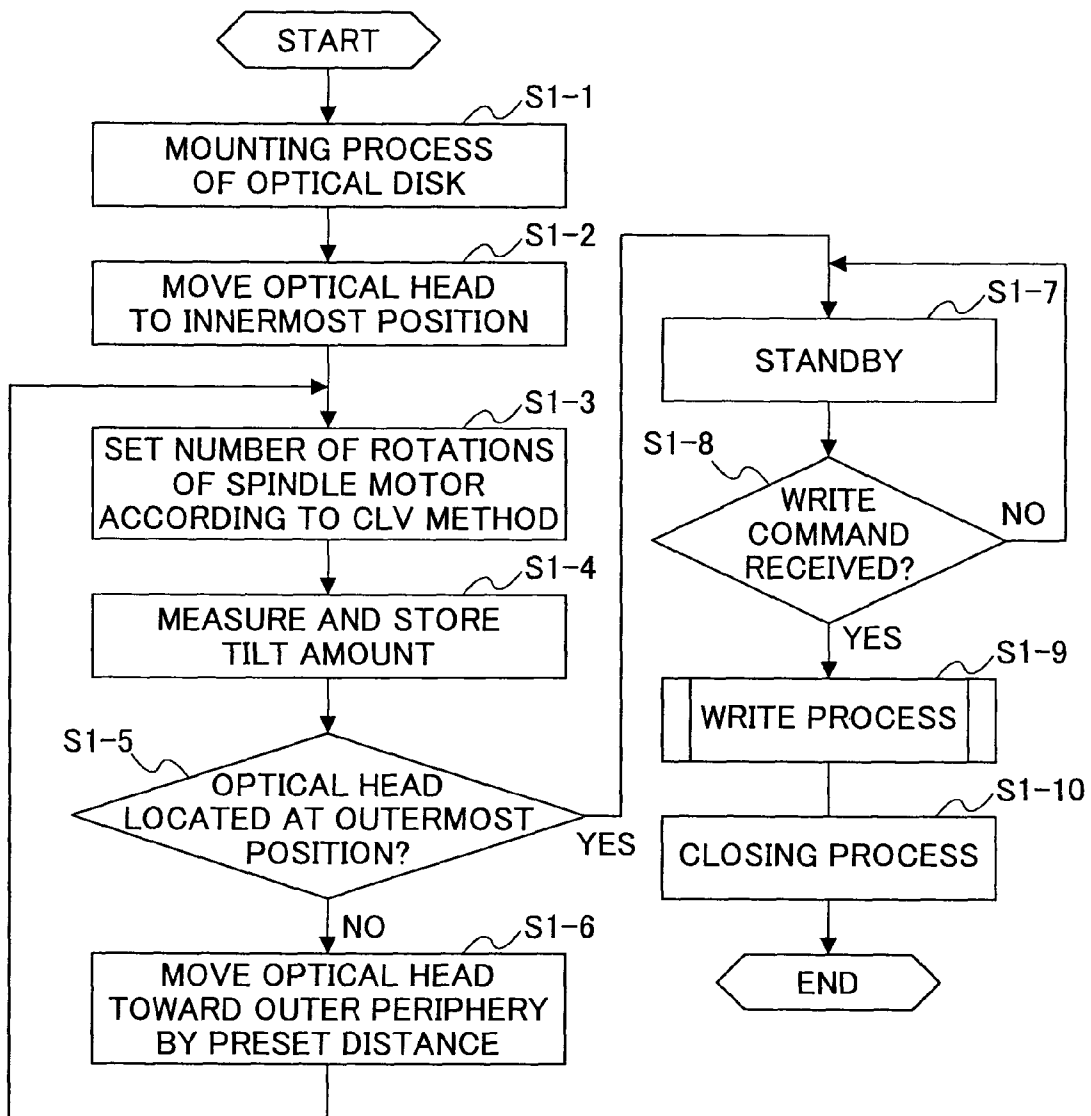 START
S1-1
MOUNTING PROCESS
OF OPTICAL DISK
S1-2
MOVE OPTICAL HEAD
TO INNERMOST POSITION
S1-3
SET NUMBER OF ROTATIONS
OF SPINDLE MOTOR
ACCORDING TO CLV METHOD
S1-4
MEASURE AND STORE
TILT AMOUNT
S1-5
OPTICAL HEAD
LOCATED AT OUTERMOST
POSITION?
YES
NO
S1-6
MOVE OPTICAL HEAD
TOWARD OUTER PERIPHERY
BY PRESET DISTANCE
S1-7
STANDBY
S1-8
WRITE
COMMAND
RECEIVED?
NO
YES
S1-9
WRITE PROCESS
S1-10
CLOSING PROCESS
END